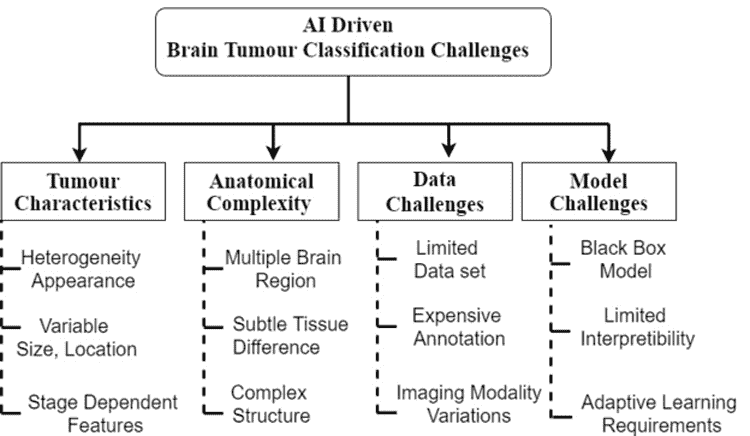 AI Driven
Brain Tumour Classification Challenges
Tumour
Characteristics
Heterogeneity
Appearance
Variable
Size, Location
Stage Dependent
Features
Anatomical
Complexity
Multiple Brain
Region
Subtle Tissue
Difference
Complex
Structure
Data
Challenges
Limited
Data set
Expensive
Annotation
Imaging Modality
Variations
Model
Challenges
Black Box
Model
Limited
Interpretibility
Adaptive Learning
Requirements